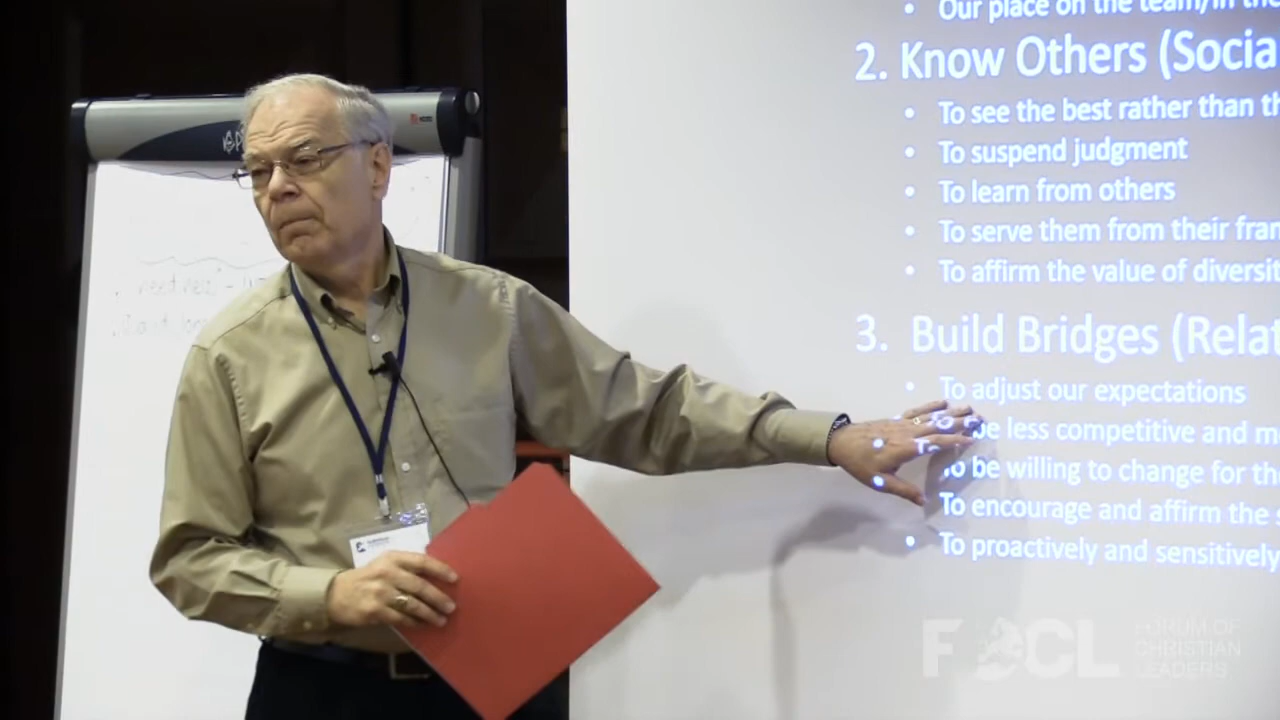 • Our place on the team/in the
2. Know Others (Socia
• To see the best rather than th
• To suspend judgment
• To learn from others
• To serve them from their fram
• To affirm the value of diversit
3. Build Bridges (Relat
• To adjust our expectations
• To be less competitive and m
• To be willing to change for th
To encourage and affirm the
• To proactively and sensitively
FOCL FORUM OF
CHRISTIAN
LEADERS